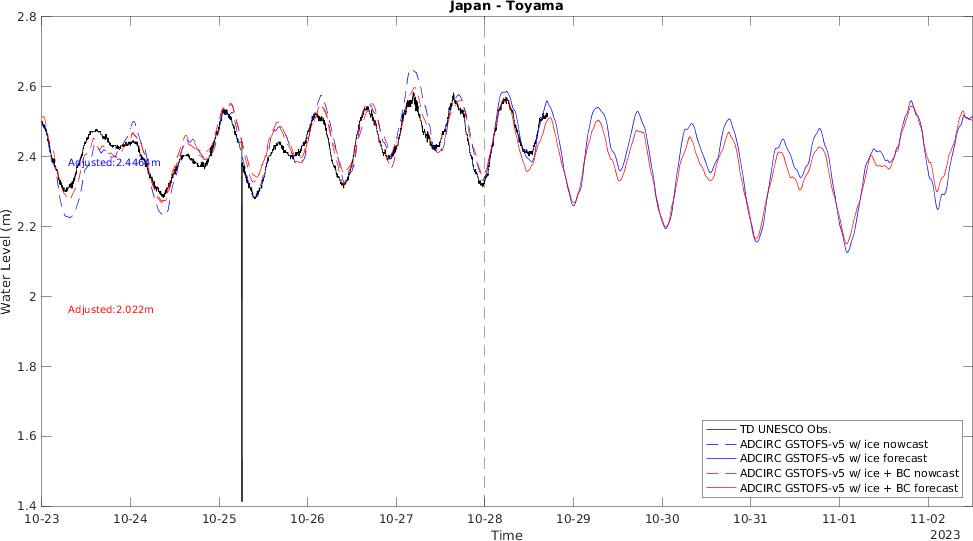 Japan - Toyama
2.8
2.6
2.4
2.2
2
1.8
1.6
1.4
Water Level (m)
Adjusted:2.4464m
Adjusted:2.022m
TD UNESCO Obs.
ADCIRC GSTOFS-v5 w/ ice nowcast
ADCIRC GSTOFS-v5 w/ ice forecast
ADCIRC GSTOFS-v5 w/ ice + BC nowcast
ADCIRC GSTOFS-v5 w/ ice + BC forecast
10-23 10-24 10-25 10-26 10-27 10-28 10-29 10-30 10-31 11-01 11-02
2023
Time